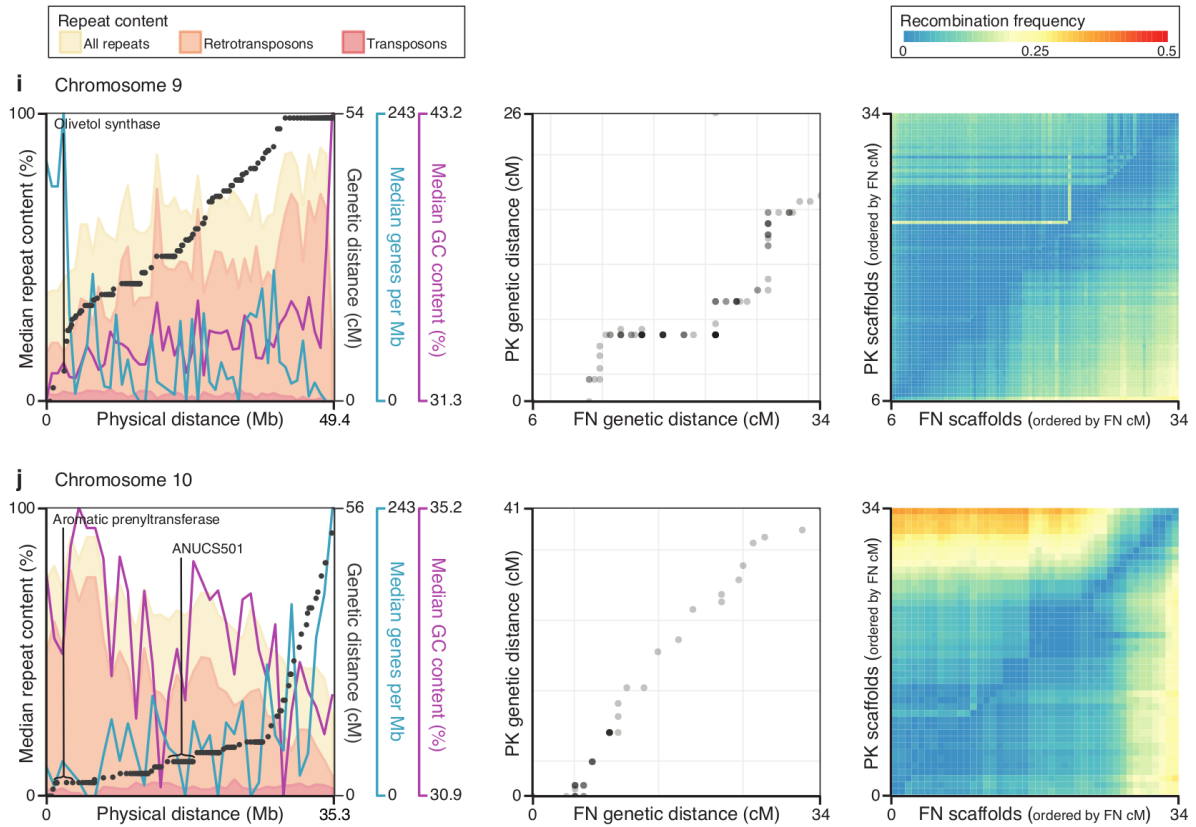 Repeat content
All repeats Retrotransposons Transposons
Recombination frequency
0 0.25 0.5
i Chromosome 9
100 54 243 43.2
Olivetol synthase
Median repeat content (%)
Genetic distance (cM)
Median genes per Mb
Median GC content (%)
0 0 0 31.3
0 Physical distance (Mb) 49.4
26
PK genetic distance (cM)
0
6 FN genetic distance (cM) 34
34
PK scaffolds (ordered by FN cM)
6
6 FN scaffolds (ordered by FN cM) 34
j Chromosome 10
100 56 243 35.2
Aromatic prenyltransferase
ANUCS501
Median repeat content (%)
Genetic distance (cM)
Median genes per Mb
Median GC content (%)
0 0 0 30.9
0 Physical distance (Mb) 35.3
41
PK genetic distance (cM)
0
0 FN genetic distance (cM) 34
34
PK scaffolds (ordered by FN cM)
0
0 FN scaffolds (ordered by FN cM) 34